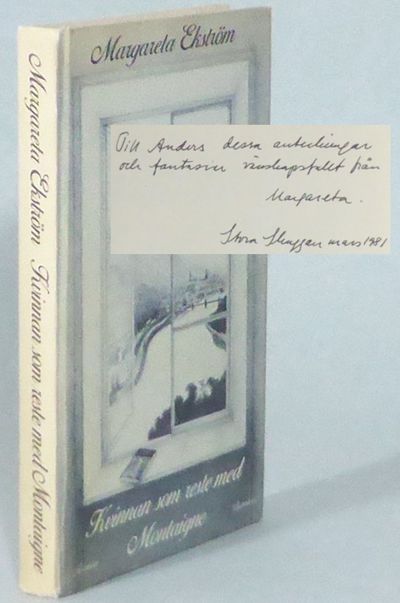 Margareta Ekström
Margareta Ekström Kvinnan som reste med Montaigne
Till Anders dessa anteckningar
och fantasier vänskapsfullt från
Margareta.
Stora Skuggan mars 1981
Kvinnan som reste med
Montaigne